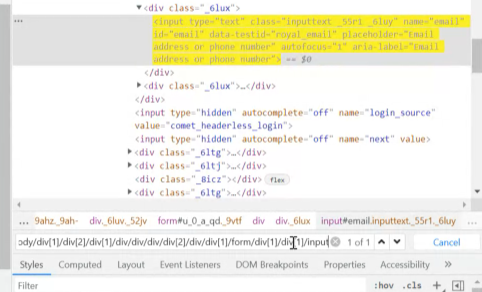 ▼<div class="_6lux">
... <input type="text" class="inputtext _55r1 _6luy" name="email"
id="email" data-testid="royal_email" placeholder="Email
address or phone number" autofocus="1" aria-label="Email
address or phone number"> == $0
</div>
▶<div class="_6lux">…</div>
</div>
<input type="hidden" autocomplete="off" name="login_source"
value="comet_headerless_login">
<input type="hidden" autocomplete="off" name="next" value>
▶<div class="_6ltg">…</div>
▶<div class="_6ltj">…</div>
<div class="_8icz"> flex
▶<div class="_6ltg">…</div>
... 9ahz._9ah- div._6luv._52jv form#u_0_a_qd._9vtf div div._6lux input#email.inputtext._55r1._6luy ...
ody/div[1]/div[2]/div[1]/div/div/div/div[2]/div/div[1]/form/div[1]/div[1]/input 1 of 1 Cancel
Styles Computed Layout Event Listeners DOM Breakpoints Properties Accessibility »
Filter :hov .cls +